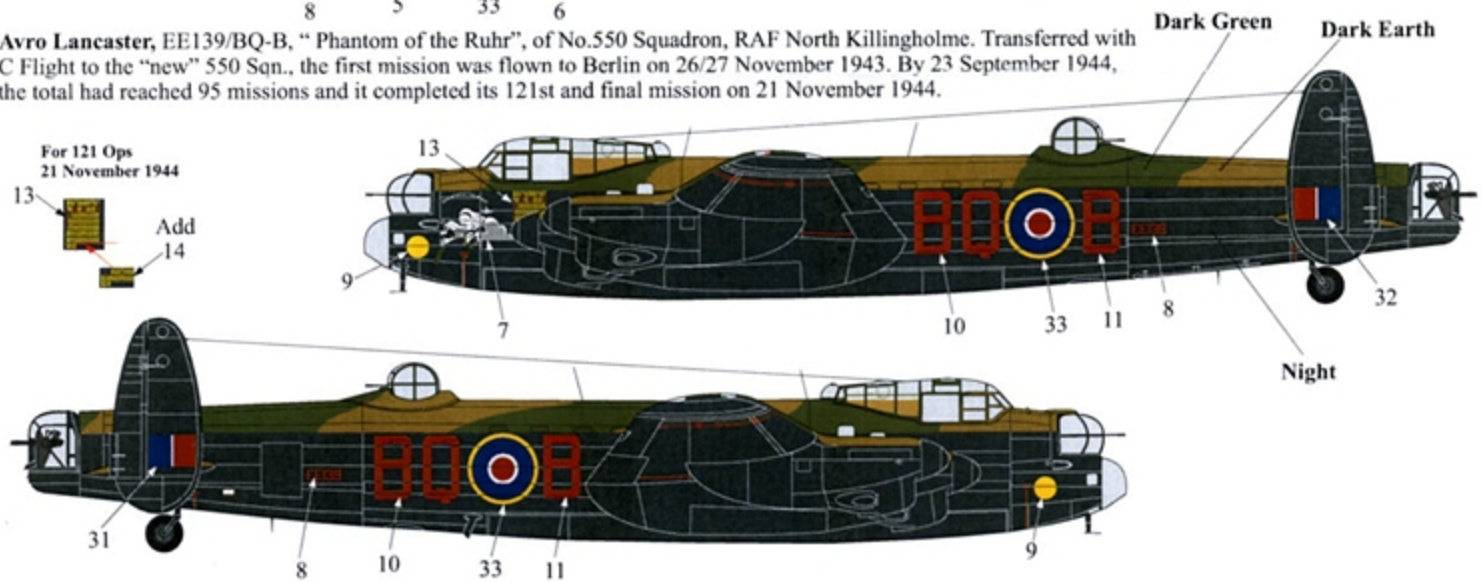 8 5 33 6
Avro Lancaster, EE139/BQ-B, “ Phantom of the Ruhr”, of No.550 Squadron, RAF North Killingholme. Transferred with
C Flight to the “new” 550 Sqn., the first mission was flown to Berlin on 26/27 November 1943. By 23 September 1944,
the total had reached 95 missions and it completed its 121st and final mission on 21 November 1944.
Dark Green
Dark Earth
For 121 Ops
21 November 1944
13
Add
14
13
9
7
BQ B
10
33
11
8
32
Night
BQ B
31
8
10
33
11
9